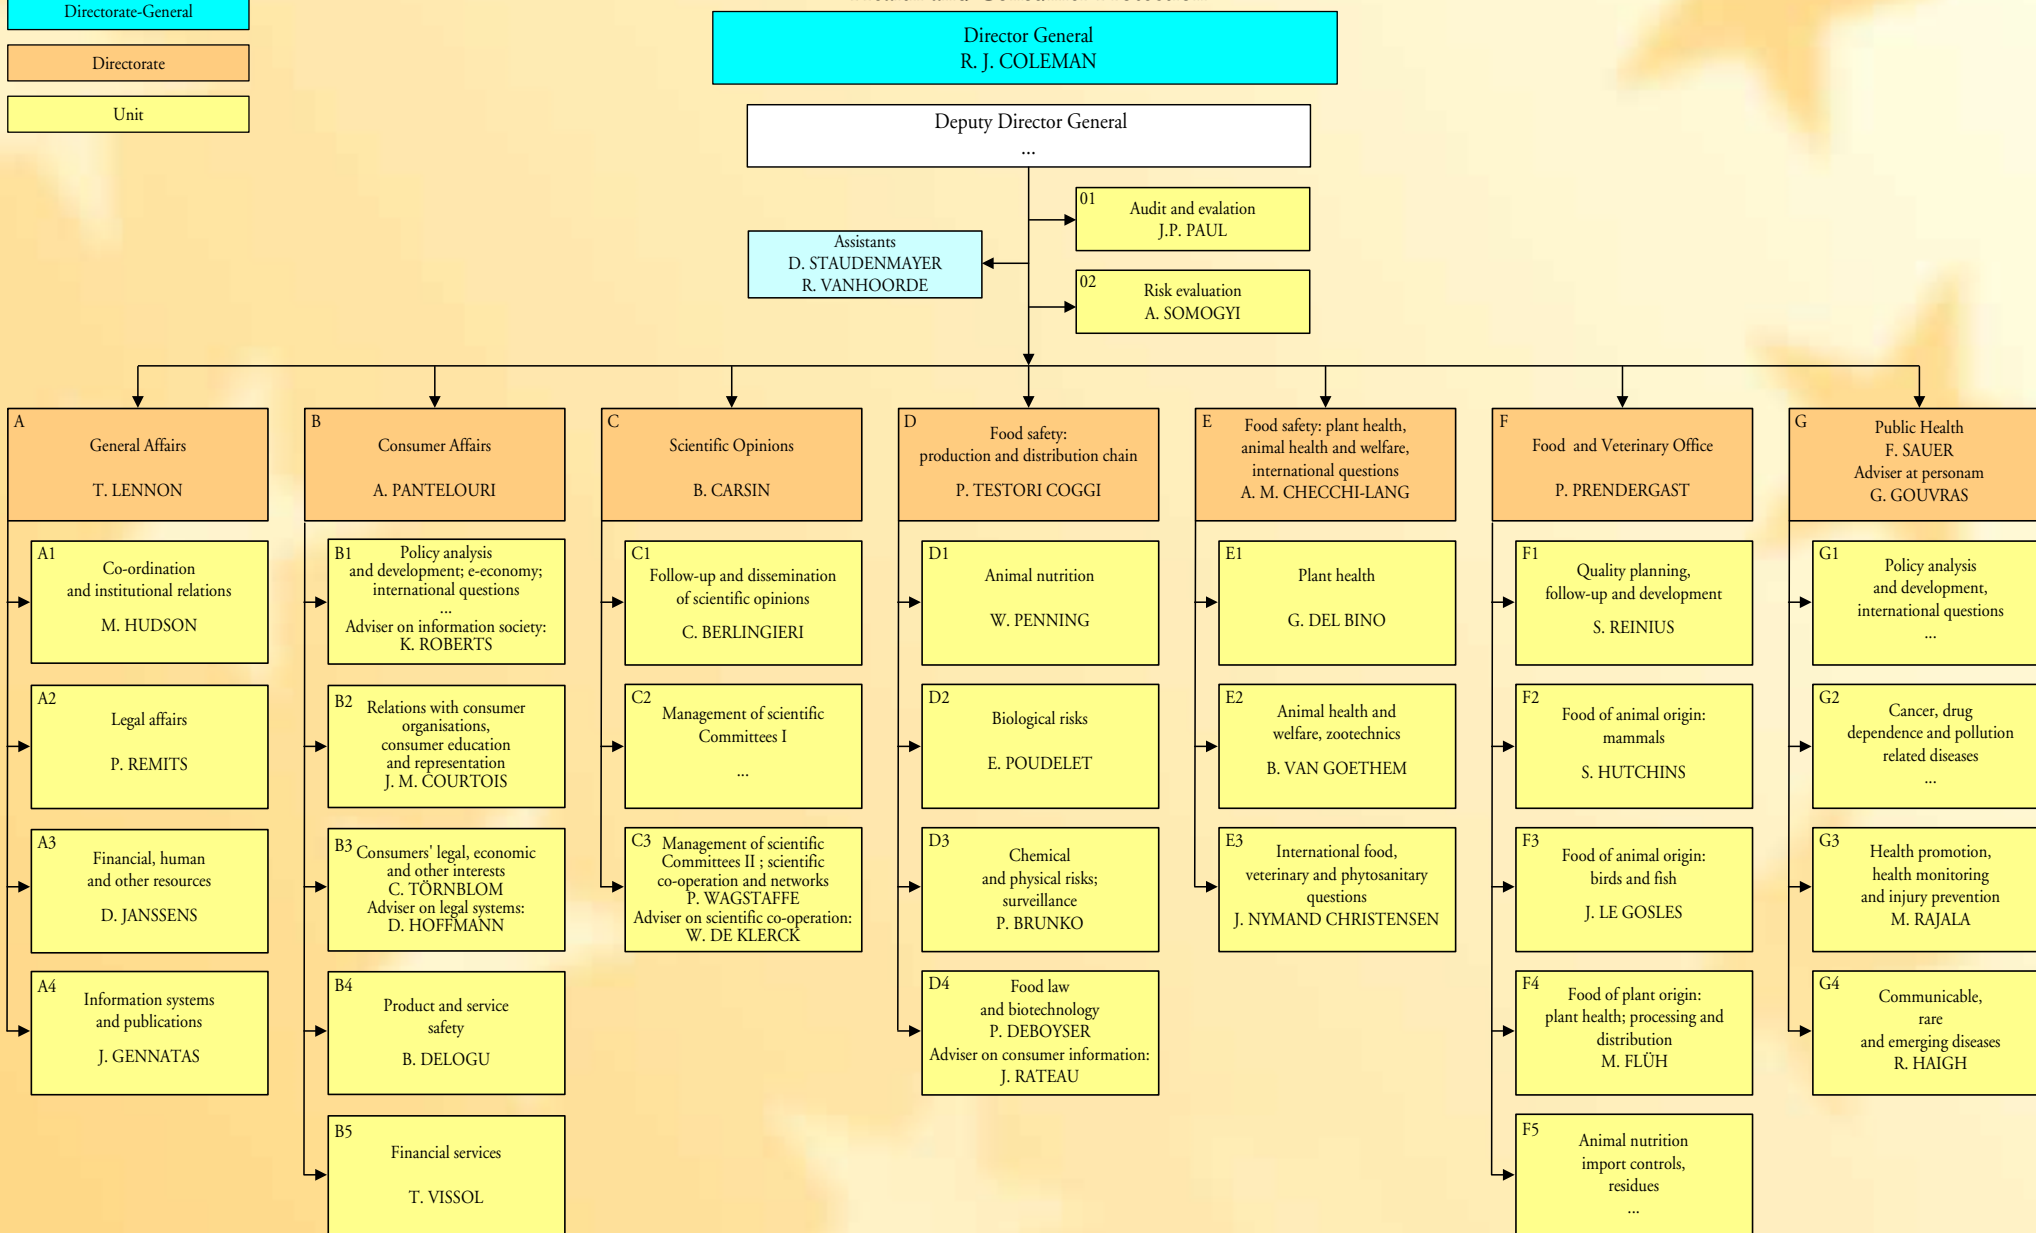 Directorate-General
Directorate
Unit
Director General
R. J. COLEMAN
Deputy Director General
...
01
Audit and evalation
J.P. PAUL
Assistants
D. STAUDENMAYER
R. VANHOORDE
02
Risk evaluation
A. SOMOGYI
A
General Affairs
T. LENNON
A1
Co-ordination
and institutional relations
M. HUDSON
A2
Legal affairs
P. REMITS
A3
Financial, human
and other resources
D. JANSSENS
A4
Information systems
and publications
J. GENNATAS
B
Consumer Affairs
A. PANTELOURI
B1
Policy analysis
and development; e-economy;
international questions
...
Adviser on information society:
K. ROBERTS
B2
Relations with consumer
organisations,
consumer education
and representation
J. M. COURTOIS
B3
Consumers' legal, economic
and other interests
C. TÖRNBLOM
Adviser on legal systems:
D. HOFFMANN
B4
Product and service
safety
B. DELOGU
B5
Financial services
T. VISSOL
C
Scientific Opinions
B. CARSIN
C1
Follow-up and dissemination
of scientific opinions
C. BERLINGIERI
C2
Management of scientific
Committees I
...
C3
Management of scientific
Committees II ; scientific
co-operation and networks
P. WAGSTAFFE
Adviser on scientific co-operation:
W. DE KLERCK
D
Food safety:
production and distribution chain
P. TESTORI COGGI
D1
Animal nutrition
W. PENNING
D2
Biological risks
E. POUDELET
D3
Chemical
and physical risks;
surveillance
P. BRUNKO
D4
Food law
and biotechnology
P. DEBOYSER
Adviser on consumer information:
J. RATEAU
E
Food safety: plant health,
animal health and welfare,
international questions
A. M. CHECCHI-LANG
E1
Plant health
G. DEL BINO
E2
Animal health and
welfare, zootechnics
B. VAN GOETHEM
E3
International food,
veterinary and phytosanitary
questions
J. NYMAND CHRISTENSEN
F
Food and Veterinary Office
P. PRENDERGAST
F1
Quality planning,
follow-up and development
S. REINIUS
F2
Food of animal origin:
mammals
S. HUTCHINS
F3
Food of animal origin:
birds and fish
J. LE GOSLES
F4
Food of plant origin:
plant health; processing and
distribution
M. FLÜH
F5
Animal nutrition
import controls,
residues
...
G
Public Health
F. SAUER
Adviser at personam
G. GOUVRAS
G1
Policy analysis
and development,
international questions
...
G2
Cancer, drug
dependence and pollution
related diseases
...
G3
Health promotion,
health monitoring
and injury prevention
M. RAJALA
G4
Communicable,
rare
and emerging diseases
R. HAIGH